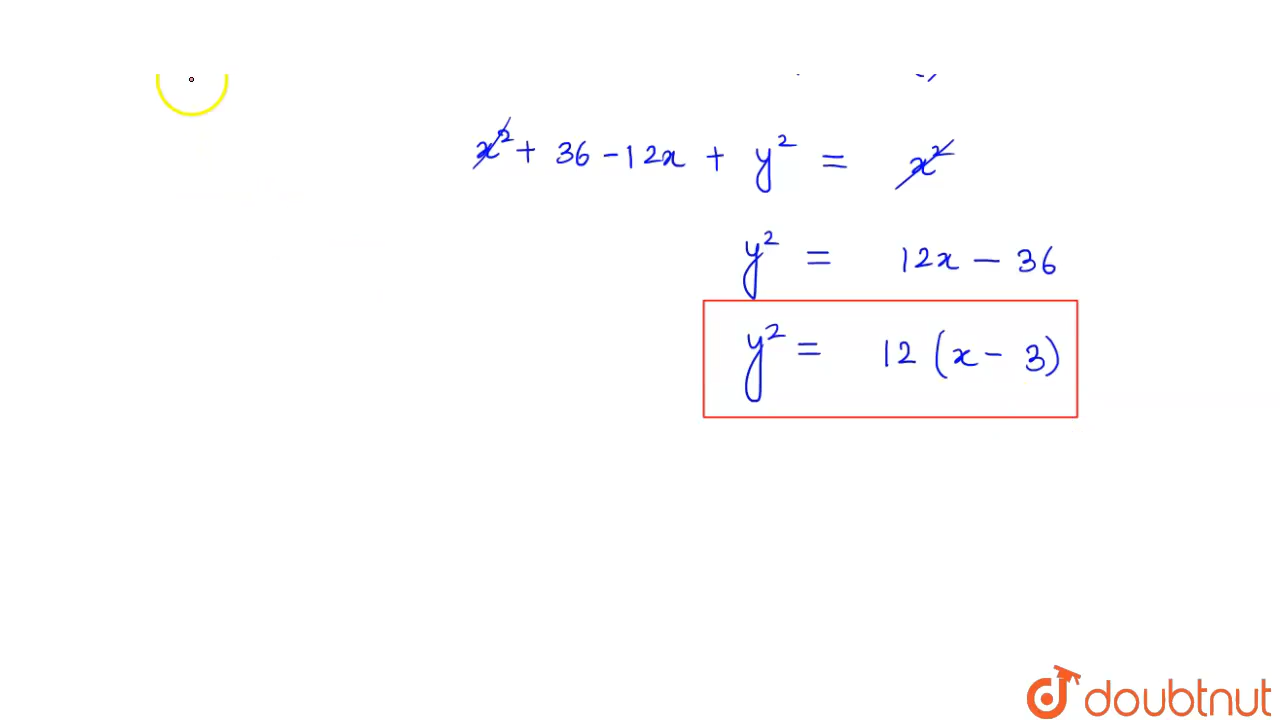 x² + 36 - 12x + y² = x²
y² = 12x - 36
y² = 12 (x - 3)
doubtnut